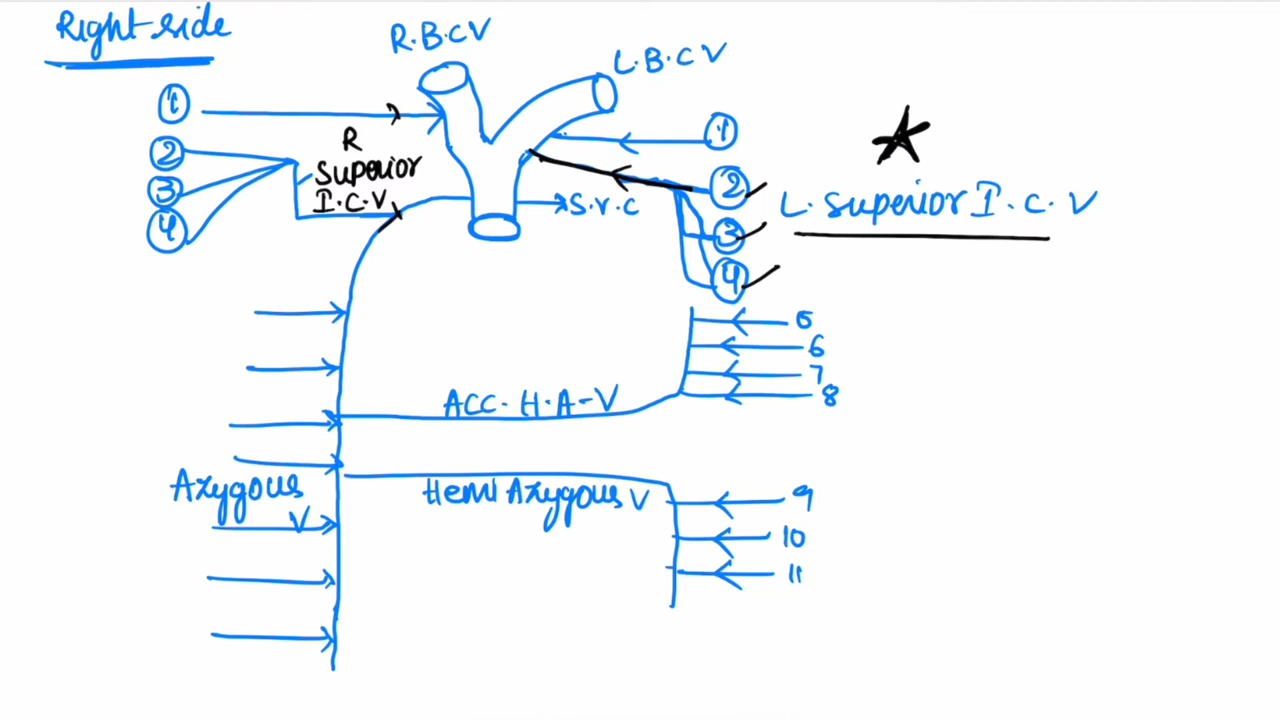 Right side
R.B.C V
L.B.C V
1
2
3
4
R
superior
I.C.V
S.V.C
1
2
3
4
L. superior I.C.V
5
6
7
8
ACC. H.A-V
Azygous
V
Hemi Azygous V
9
10
11